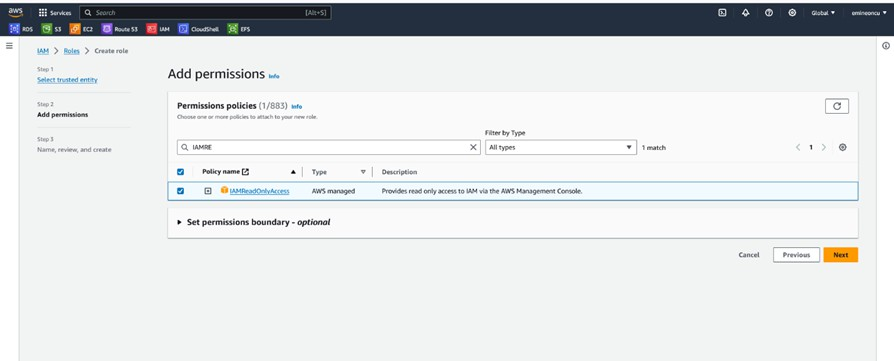 aws Services Search [Alt+S] Global emineoncu
RDS S3 EC2 Route 53 IAM CloudShell EFS
IAM Roles Create role
Step 1
Select trusted entity
Step 2
Add permissions
Step 3
Name, review, and create
Add permissions Info
Permissions policies (1/883) Info
Choose one or more policies to attach to your new role.
Filter by Type
IAMRE All types 1 match 1
Policy name Type Description
IAMReadOnlyAccess AWS managed Provides read only access to IAM via the AWS Management Console.
Set permissions boundary - optional
Cancel Previous Next